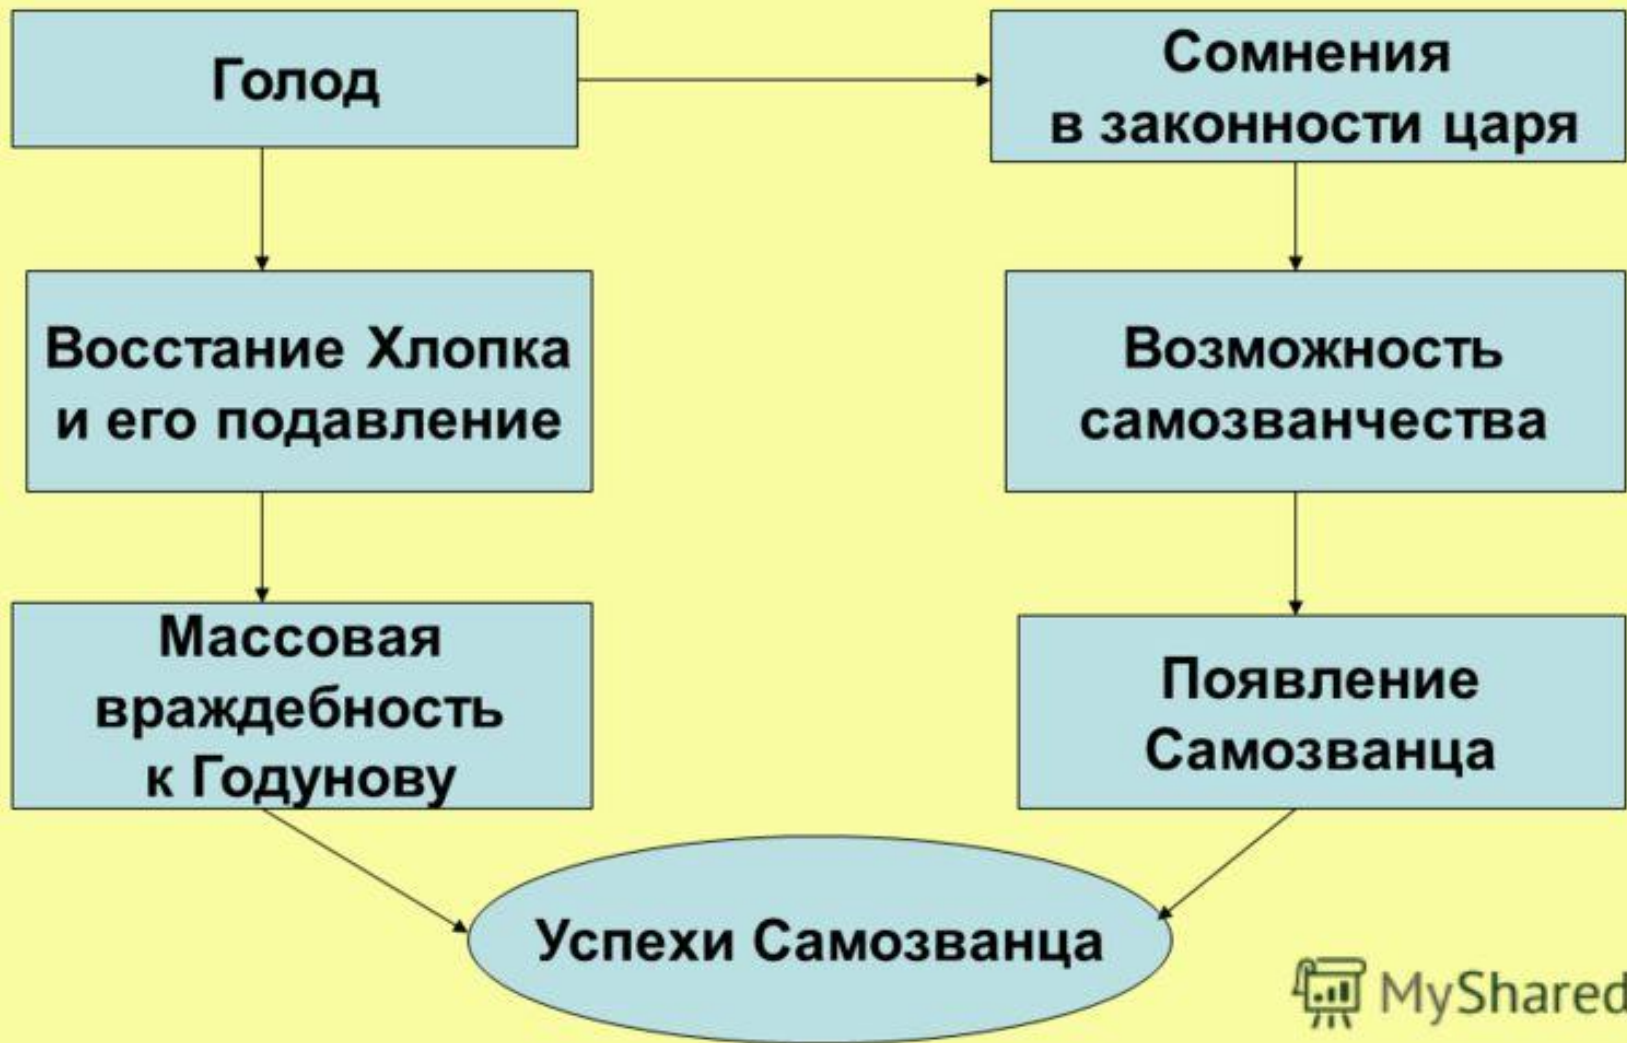 Голод
Сомнения
в законности царя
Восстание Хлопка
и его подавление
Возможность
самозванчества
Массовая
враждебность
к Годунову
Появление
Самозванца
Успехи Самозванца
MyShared